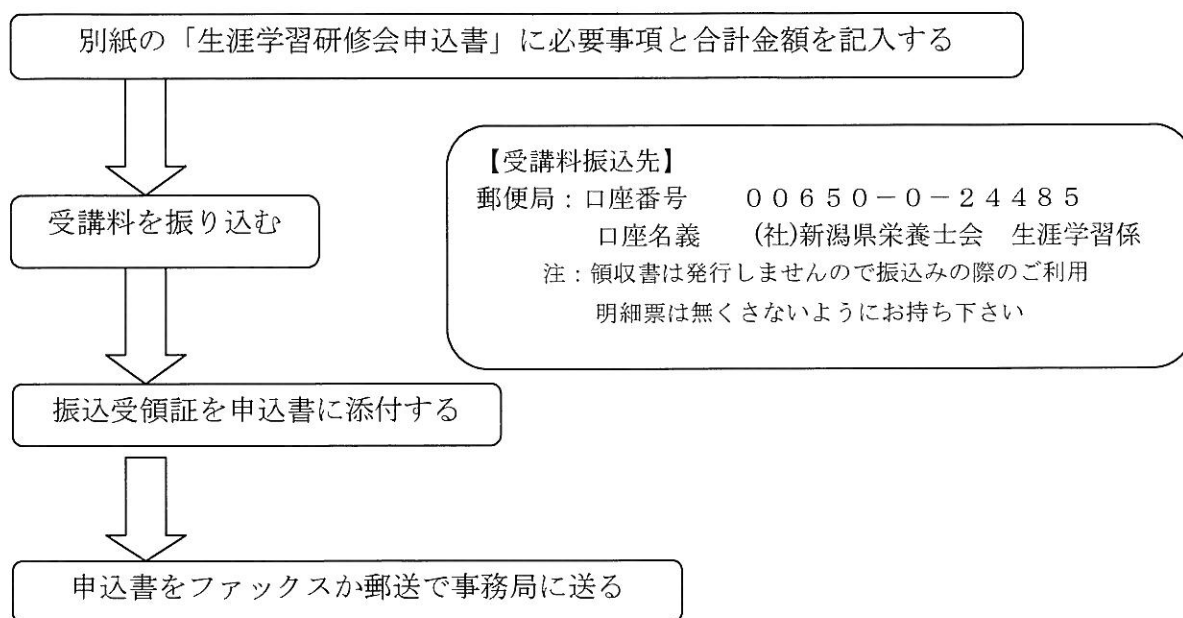 別紙の「生涯学習研修会申込書」に必要事項と合計金額を記入する
【受講料振込先】
郵便局：口座番号　　００６５０－０－２４４８５
口座名義　　(社)新潟県栄養士会　生涯学習係
注：領収書は発行しませんので振込みの際のご利用
明細票は無くさないようにお持ち下さい
受講料を振り込む
振込受領証を申込書に添付する
申込書をファックスか郵送で事務局に送る